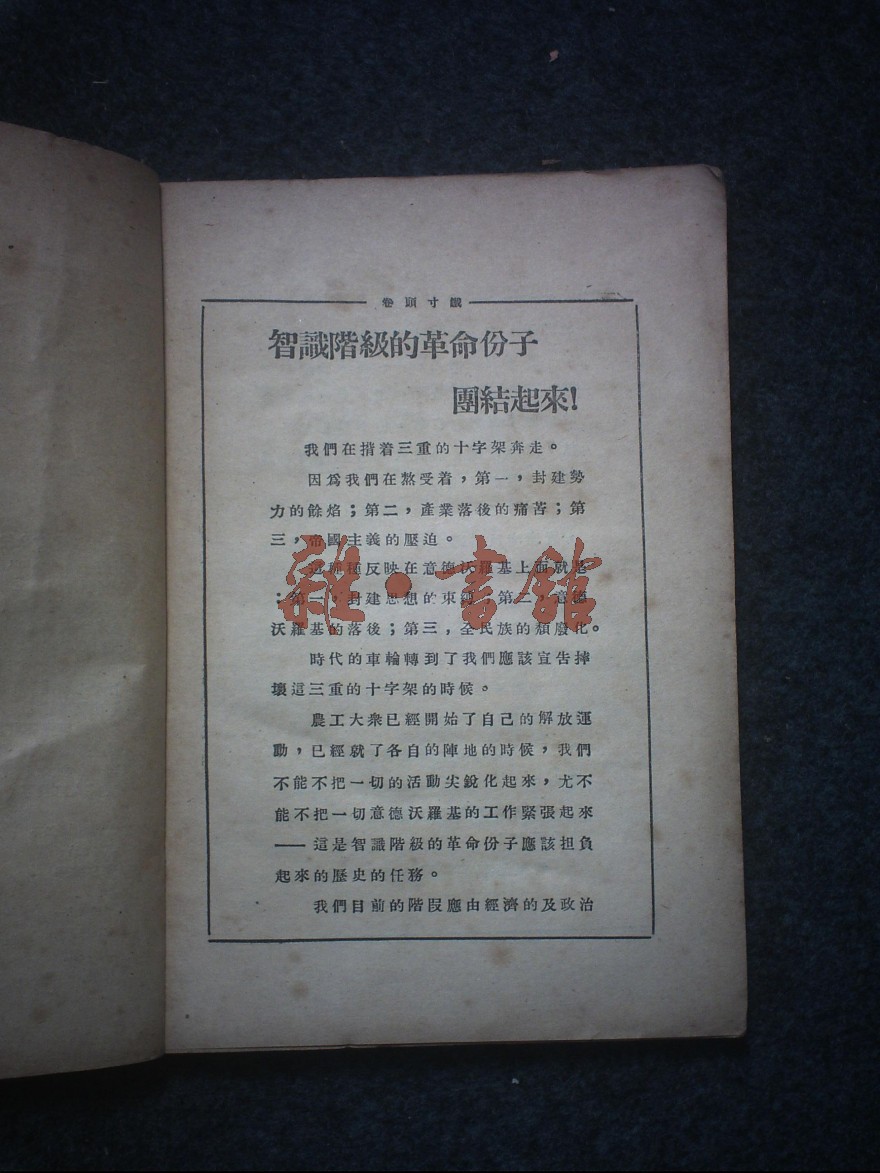 卷頭寸鐵
智識階級的革命份子
團結起來!
我們在揹着三重的十字架奔走。
因爲我們在熬受着，第一，封建勢
力的餘焰；第二，產業落後的痛苦；第
三，帝國主義的壓迫。
這種種反映在意德沃羅基上面就是
；第一，封建思想的束縛；第二，意德
沃羅基的落後；第三，全民族的頹廢化。
雜·書館
時代的車輪轉到了我們應該宣告摔
壞這三重的十字架的時候。
農工大衆已經開始了自己的解放運
動，已經就了各自的陣地的時候，我們
不能不把一切的活動尖銳化起來，尤不
能不把一切意德沃羅基的工作緊張起來
——這是智識階級的革命份子應該担負
起來的歷史的任務。
我們目前的階段應由經濟的及政治